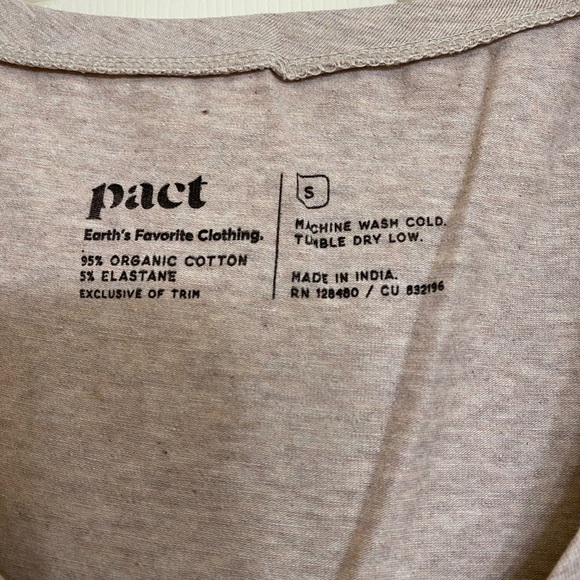 pact
Earth's Favorite Clothing.
95% ORGANIC COTTON
5% ELASTANE
EXCLUSIVE OF TRIM
S
MACHINE WASH COLD.
TUMBLE DRY LOW.
MADE IN INDIA.
RN 128480 / CU 832196